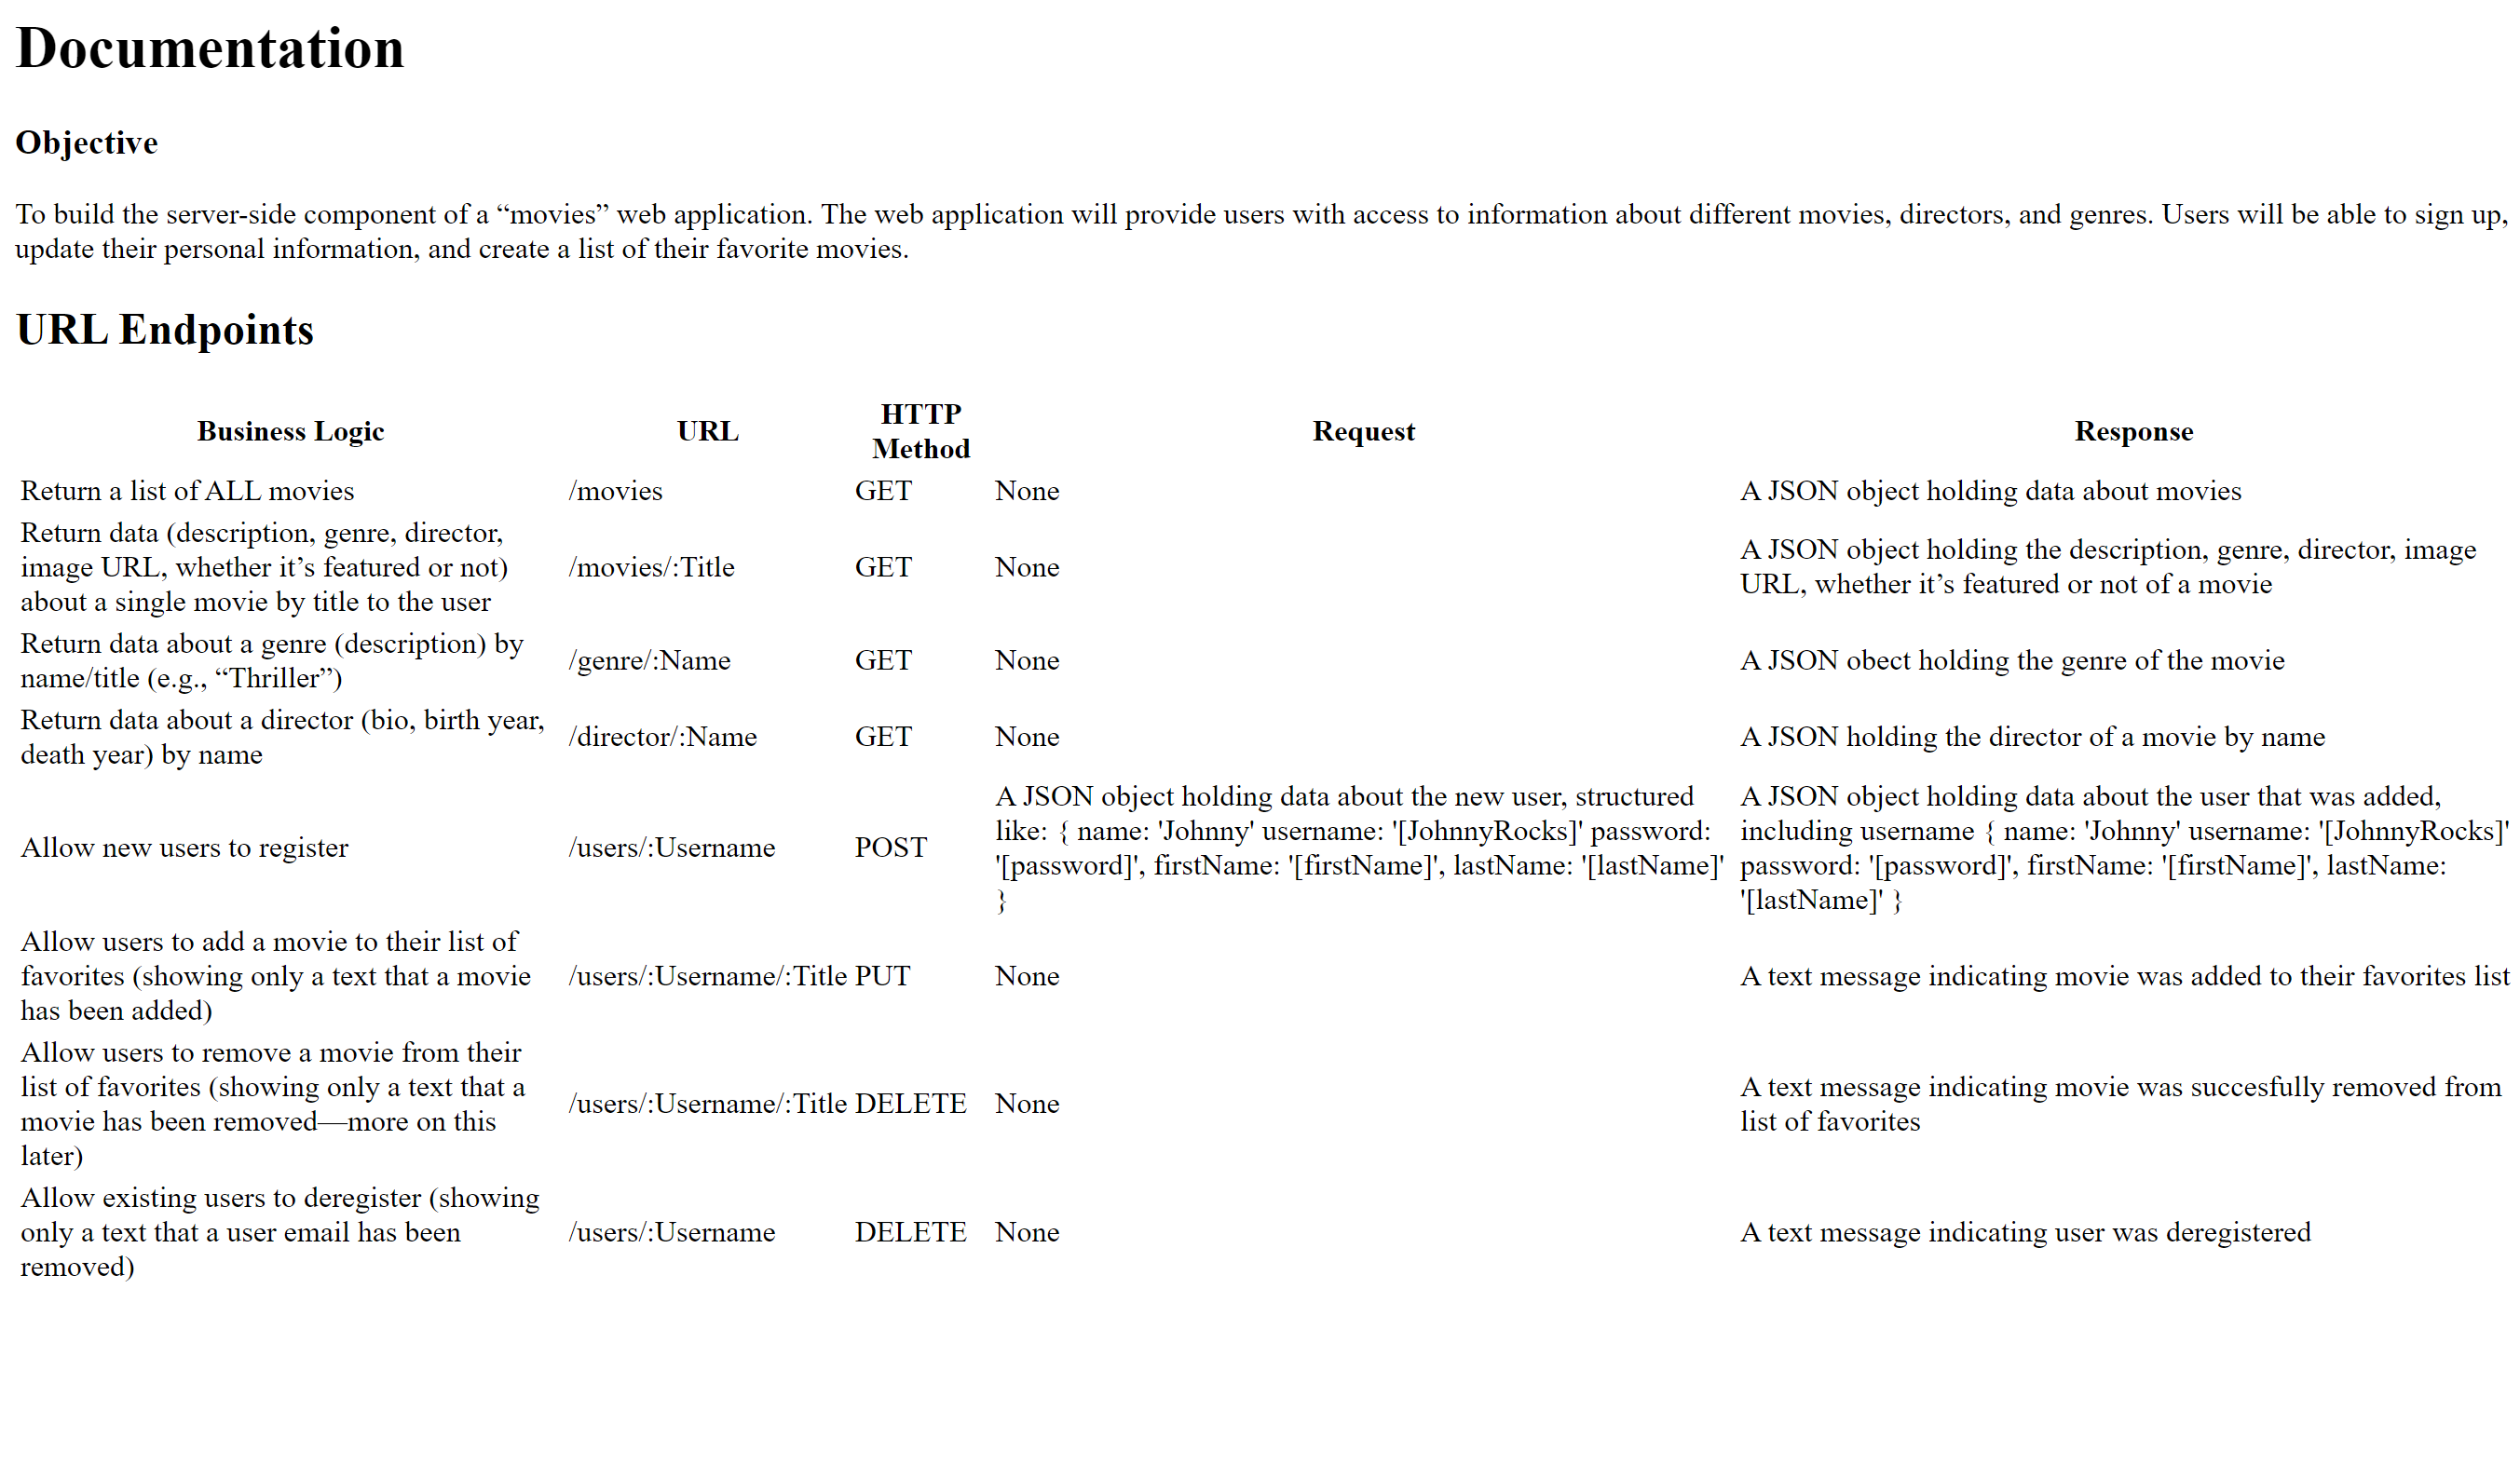 Documentation
Objective
To build the server-side component of a “movies” web application. The web application will provide users with access to information about different movies, directors, and genres. Users will be able to sign up,
update their personal information, and create a list of their favorite movies.
URL Endpoints
Business Logic
URL
HTTP
Method
Request
Response
Return a list of ALL movies
/movies
GET
None
A JSON object holding data about movies
Return data (description, genre, director,
image URL, whether it’s featured or not)
about a single movie by title to the user
/movies/:Title
GET
None
A JSON object holding the description, genre, director, image
URL, whether it’s featured or not of a movie
Return data about a genre (description) by
name/title (e.g., “Thriller”)
/genre/:Name
GET
None
A JSON obect holding the genre of the movie
Return data about a director (bio, birth year,
death year) by name
/director/:Name
GET
None
A JSON holding the director of a movie by name
Allow new users to register
/users/:Username
POST
A JSON object holding data about the new user, structured
like: { name: 'Johnny' username: '[JohnnyRocks]' password:
'[password]', firstName: '[firstName]', lastName: '[lastName]'
}
A JSON object holding data about the user that was added,
including username { name: 'Johnny' username: '[JohnnyRocks]'
password: '[password]', firstName: '[firstName]', lastName:
'[lastName]' }
Allow users to add a movie to their list of
favorites (showing only a text that a movie
has been added)
/users/:Username/:Title
PUT
None
A text message indicating movie was added to their favorites list
Allow users to remove a movie from their
list of favorites (showing only a text that a
movie has been removed—more on this
later)
/users/:Username/:Title
DELETE
None
A text message indicating movie was succesfully removed from
list of favorites
Allow existing users to deregister (showing
only a text that a user email has been
removed)
/users/:Username
DELETE
None
A text message indicating user was deregistered